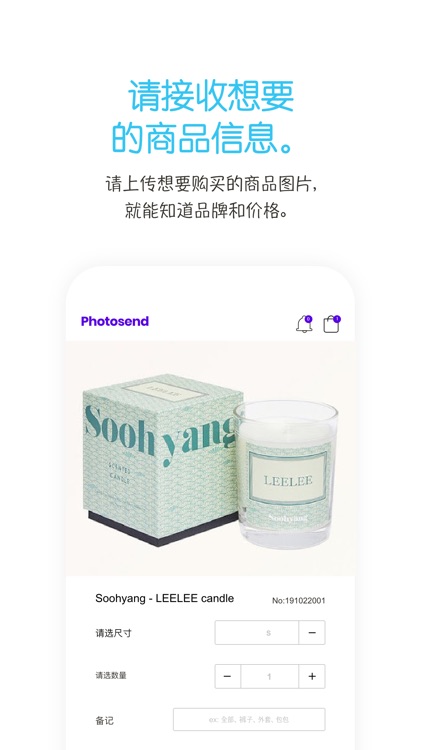 请接收想要
的商品信息。
请上传想要购买的商品图片,
就能知道品牌和价格。
Photosend
LEELEE
Soohyang
SCENTED
CANDLE
LEELEE
Soohyang
Soohyang - LEELEE candle
No:191022001
请选尺寸
s
−
请选数量
−
1
+
备记
ex: 全部, 裤子, 外套, 包包